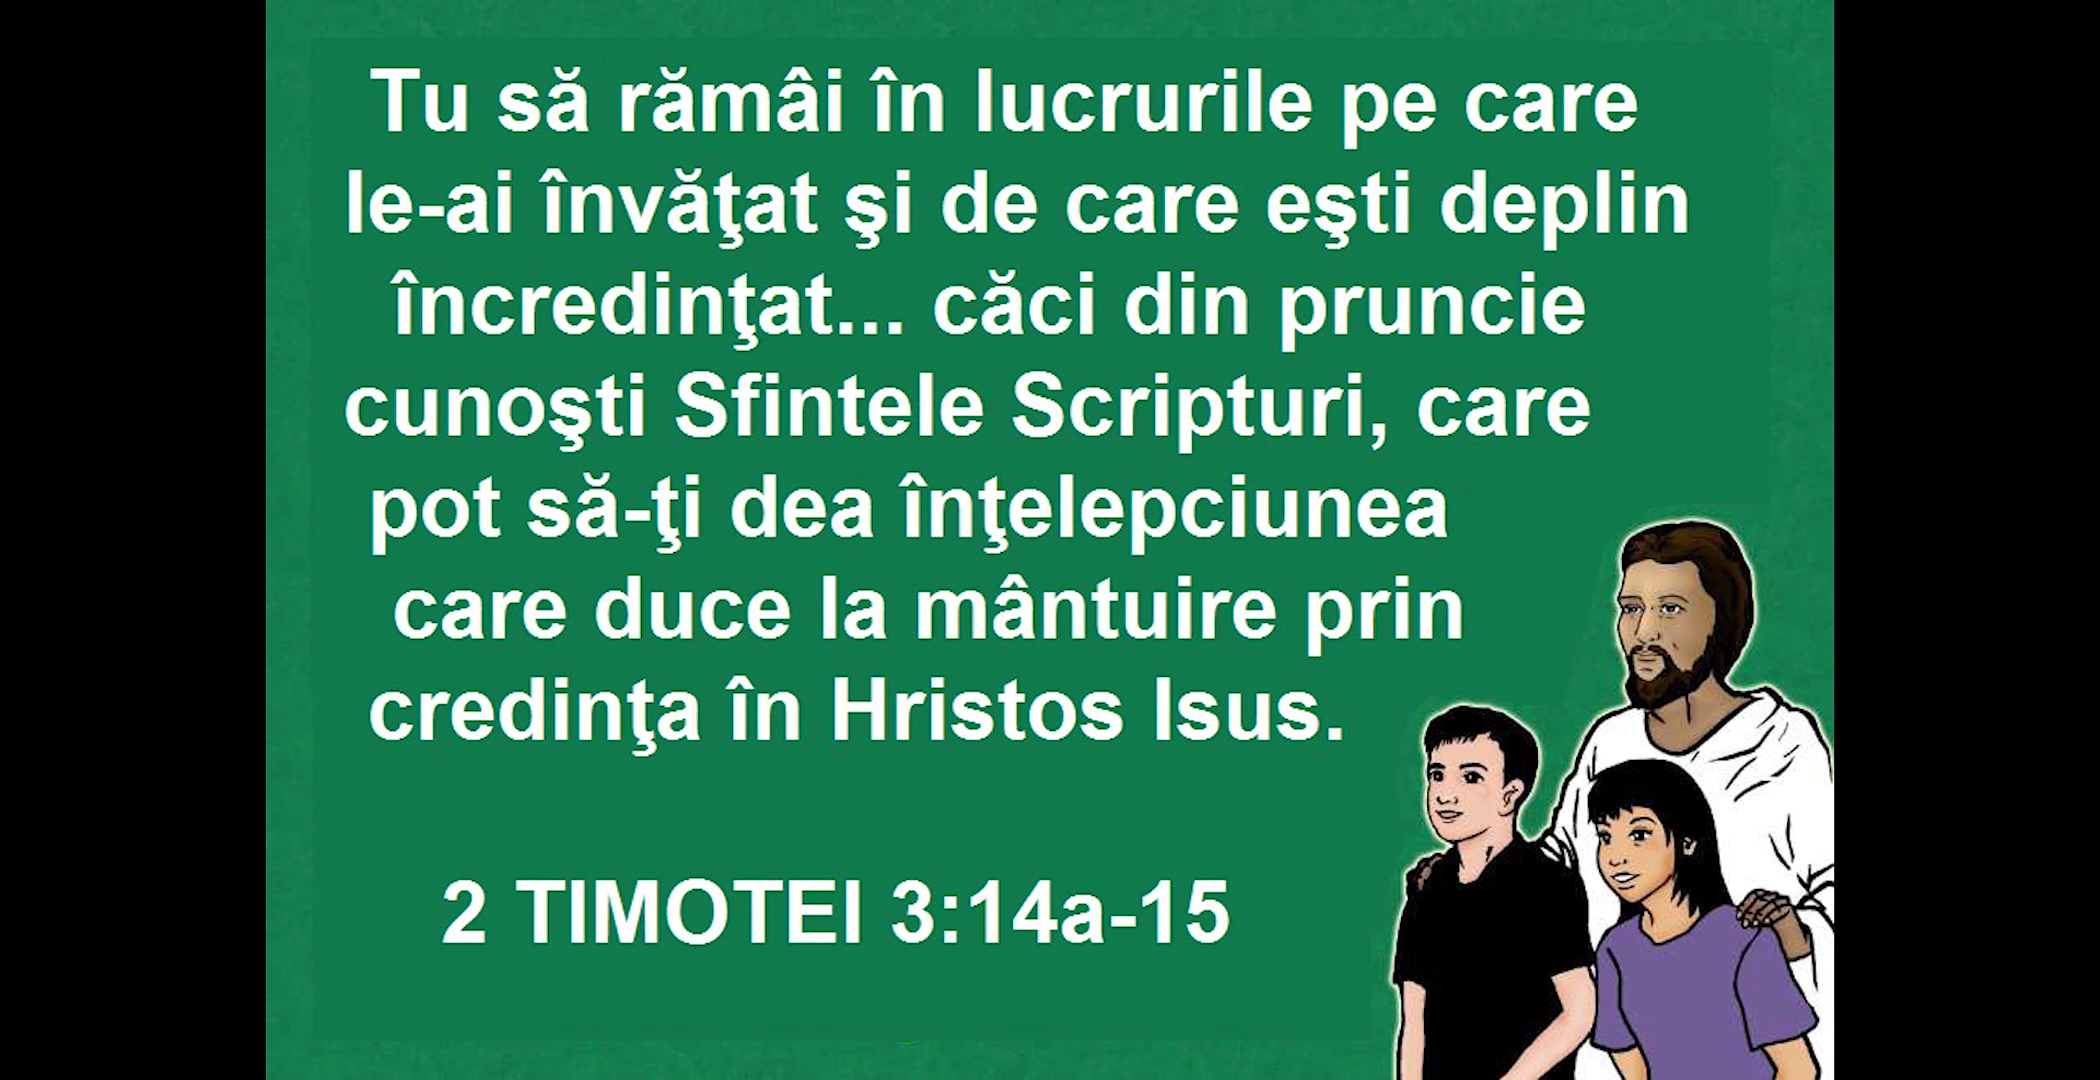 Tu să rămâi în lucrurile pe care
le-ai învăţat şi de care eşti deplin
încredinţat... căci din pruncie
cunoşti Sfintele Scripturi, care
pot să-ţi dea înţelepciunea
care duce la mântuire prin
credinţa în Hristos Isus.
2 TIMOTEI 3:14a-15